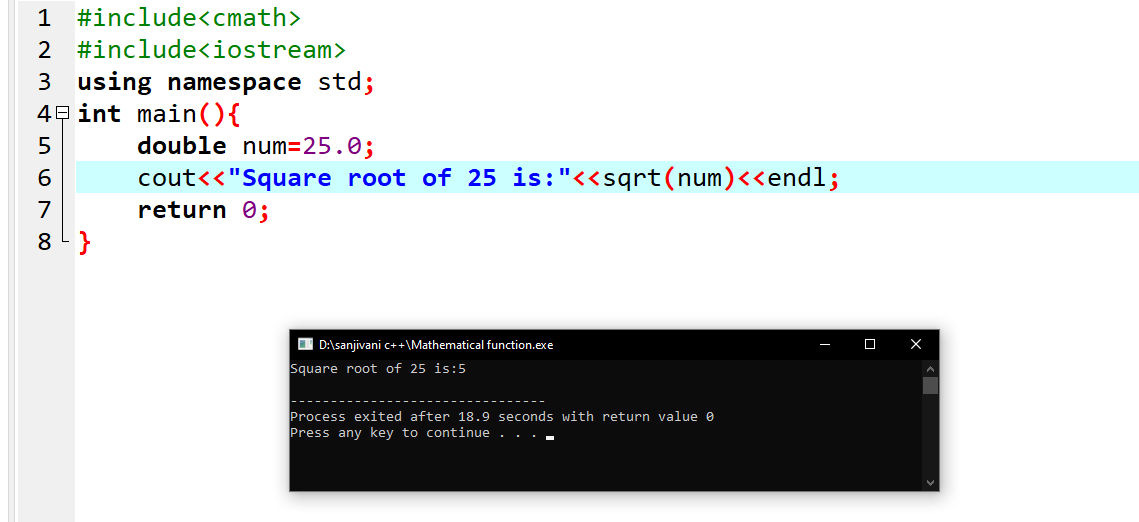 1 #include<cmath>
2 #include<iostream>
3 using namespace std;
4 int main(){
5 double num=25.0;
6 cout<<"Square root of 25 is:"<<sqrt(num)<<endl;
7 return 0;
8 }
D:\sanjivani c++\Mathematical function.exe
Square root of 25 is:5
--------------------------------
Process exited after 18.9 seconds with return value 0
Press any key to continue . . .